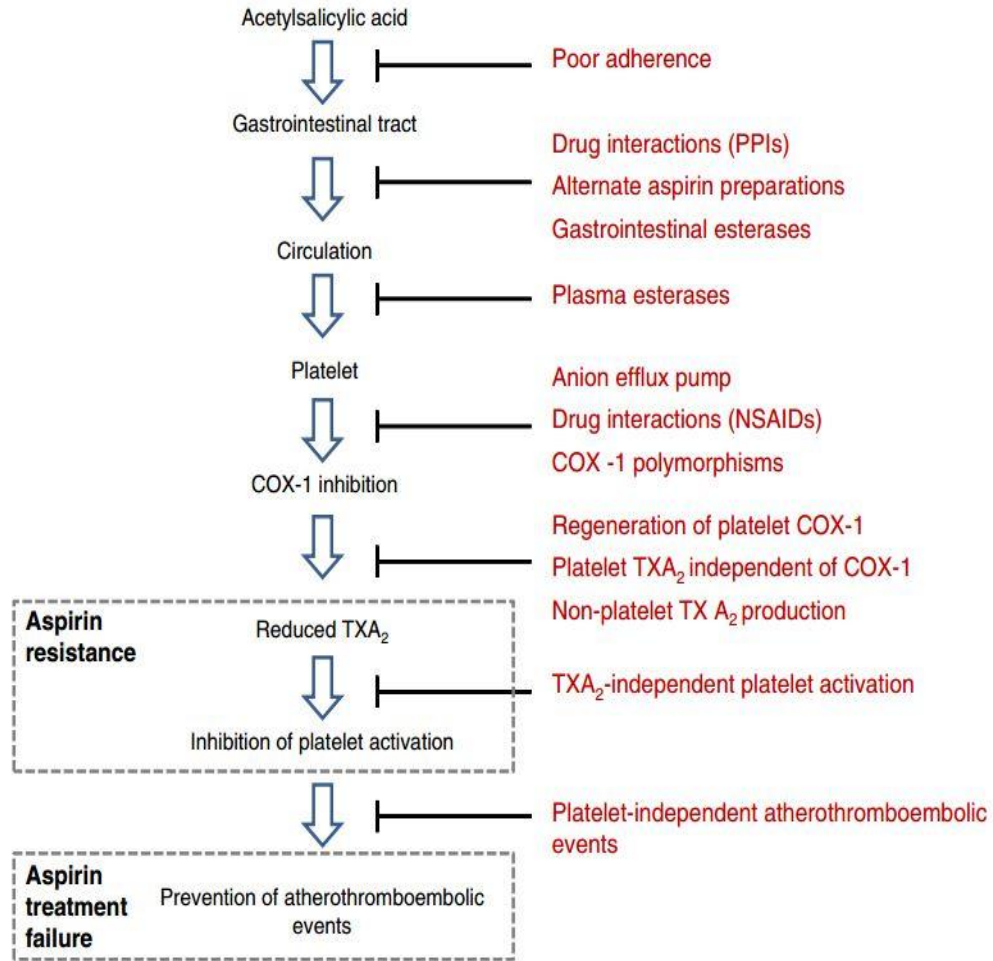 Acetylsalicylic acid
Poor adherence
Gastrointestinal tract
Drug interactions (PPIs)
Alternate aspirin preparations
Gastrointestinal esterases
Circulation
Plasma esterases
Platelet
Anion efflux pump
Drug interactions (NSAIDs)
COX -1 polymorphisms
COX-1 inhibition
Regeneration of platelet COX-1
Platelet TXA₂ independent of COX-1
Non-platelet TX A₂ production
Aspirin
resistance
Reduced TXA₂
TXA₂-independent platelet activation
Inhibition of platelet activation
Platelet-independent atherothromboembolic
events
Aspirin
treatment
failure
Prevention of atherothromboembolic
events